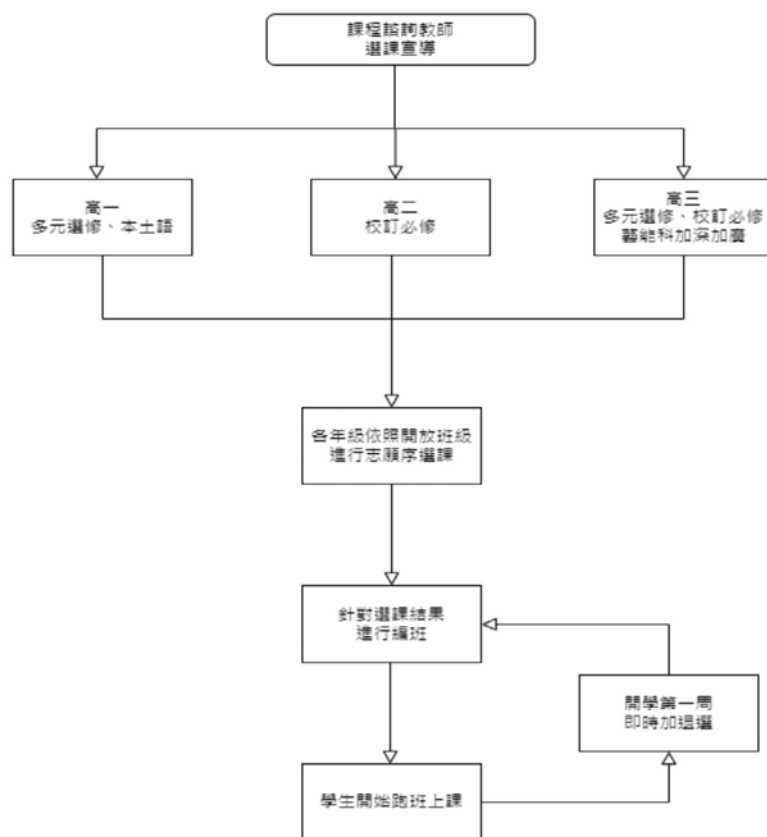 課程諮詢教師
選課宣導
高一
多元選修、本土語
高二
校訂必修
高三
多元選修、校訂必修
藝能科加深加廣
各年級依照開放班級
進行志願序選課
針對選課結果
進行編班
開學第一周
即時加退選
學生開始跑班上課